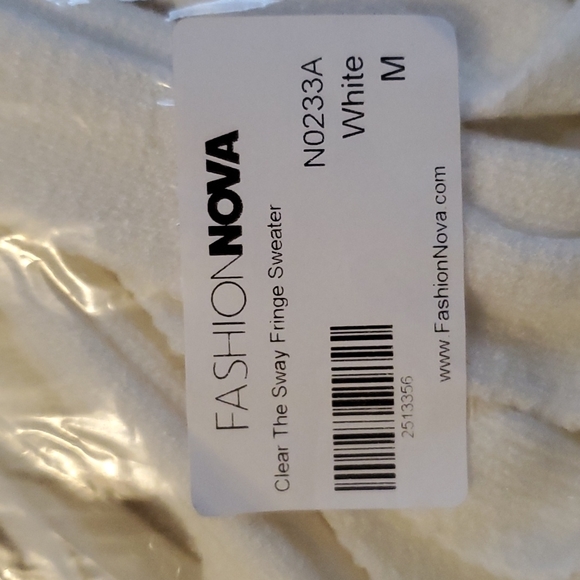 FASHIONNOVA
Clear The Sway Fringe Sweater
N0233A
White
M
2513356
www FashionNova com